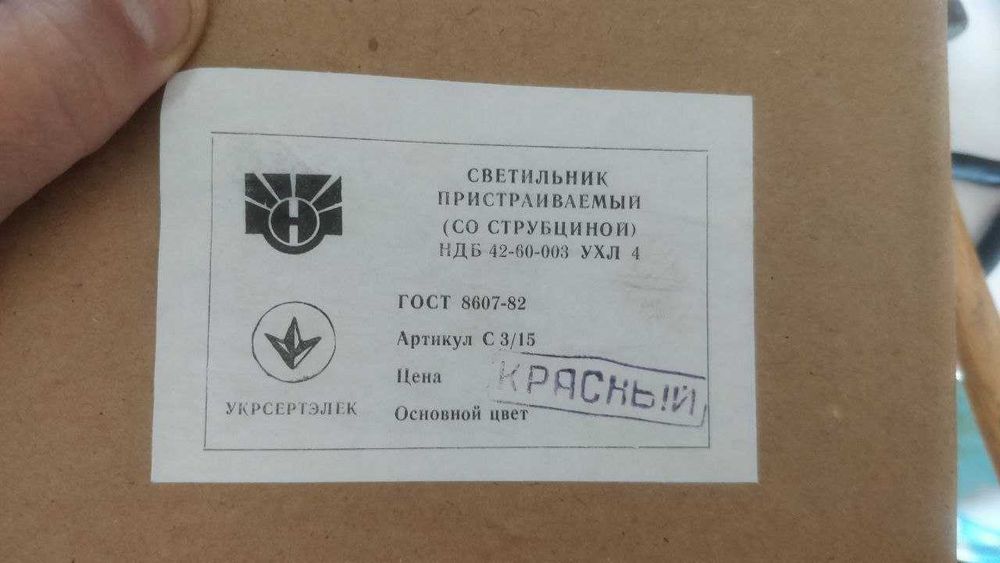 Н
СВЕТИЛЬНИК
ПРИСТРАИВАЕМЫЙ
(СО СТРУБЦИНОЙ)
НДБ 42-60-003 УХЛ 4
ГОСТ 8607-82
Артикул С 3/15
Цена
КРАСНЫЙ
Основной цвет
УКРСЕРТЭЛЕК